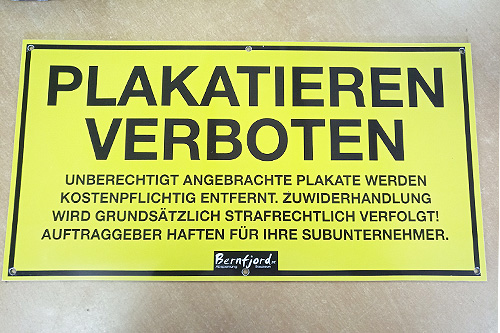 PLAKATIEREN
VERBOTEN
UNBERECHTIGT ANGEBRACHTE PLAKATE WERDEN
KOSTENPFLICHTIG ENTFERNT. ZUWIDERHANDLUNG
WIRD GRUNDSÄTZLICH STRAFRECHTLICH VERFOLGT!
AUFTRAGGEBER HAFTEN FÜR IHRE SUBUNTERNEHMER.
Bernfjord